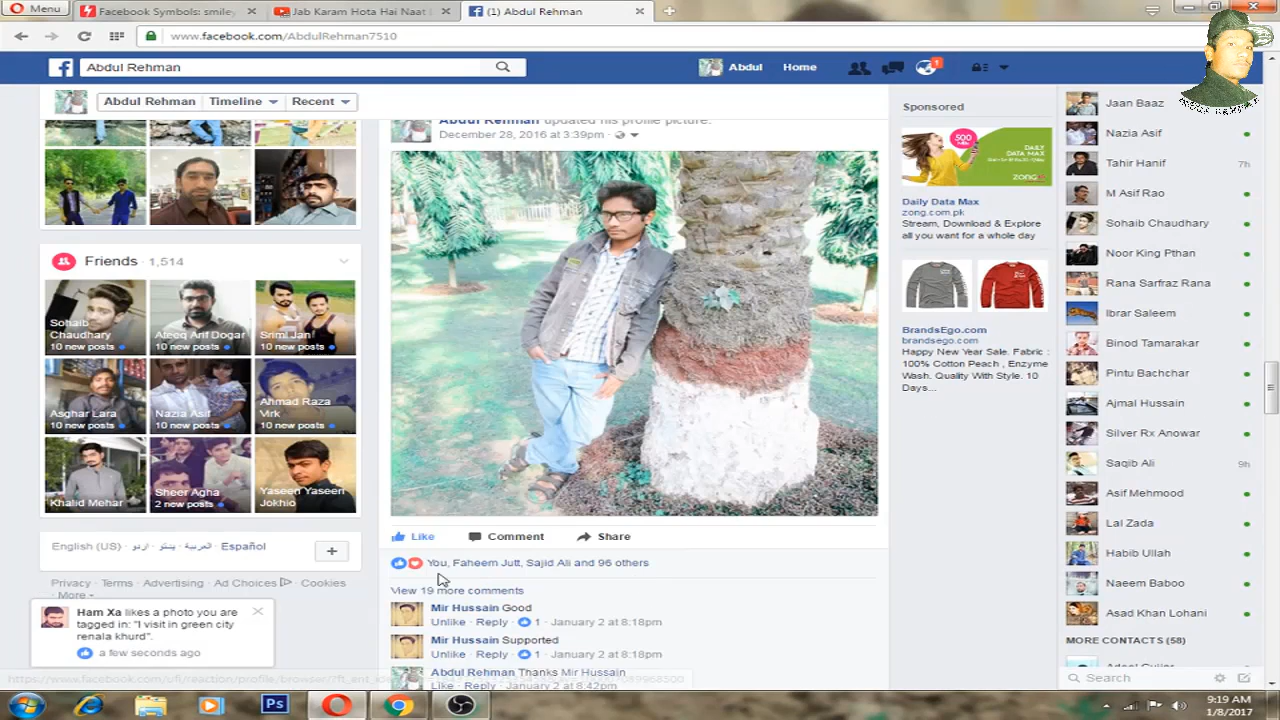 Menu
Facebook Symbols: smiley
Jab Karam Hota Hai Naat
(1) Abdul Rehman
www.facebook.com/AbdulRehman7510
Abdul Rehman
Abdul
Home
1
Abdul Rehman
Timeline
Recent
Abdul Rehman updated his profile picture.
December 28, 2016 at 3:39pm
Friends · 1,514
Sohaib Chaudhary
10 new posts
Ateeq Arif Dogar
10 new posts
Srimi Jan
10 new posts
Asghar Lara
10 new posts
Nazia Asif
10 new posts
Ahmad Raza Virk
10 new posts
Khalid Mehar
Sheer Agha
2 new posts
Yaseen Yaseen Jokhio
English (US) · اردو · پښتو · العربية · Español
Privacy · Terms · Advertising · Ad Choices · Cookies
· More
Ham Xa likes a photo you are
tagged in: "I visit in green city
renala khurd".
a few seconds ago
Like
Comment
Share
You, Faheem Jutt, Sajid Ali and 96 others
View 19 more comments
Mir Hussain Good
Unlike · Reply · 1 · January 2 at 8:18pm
Mir Hussain Supported
Unlike · Reply · 1 · January 2 at 8:18pm
Abdul Rehman Thanks Mir Hussain
Like · Reply · January 2 at 8:42pm
Sponsored
500
DAILY
DATA MAX
ZONG
Daily Data Max
zong.com.pk
Stream, Download & Explore
all you want for a whole day
BrandsEgo.com
brandsego.com
Happy New Year Sale. Fabric :
100% Cotton Peach , Enzyme
Wash. Quality With Style. 10
Days...
Jaan Baaz
Nazia Asif
Tahir Hanif 7h
M Asif Rao
Sohaib Chaudhary
Noor King Pthan
Rana Sarfraz Rana
Ibrar Saleem
Binod Tamarakar
Pintu Bachchar
Ajmal Hussain
Silver Rx Anowar
Saqib Ali 9h
Asif Mehmood
Lal Zada
Habib Ullah
Naeem Baboo
Asad Khan Lohani
MORE CONTACTS (58)
Search
Ps
9:19 AM
1/8/2017